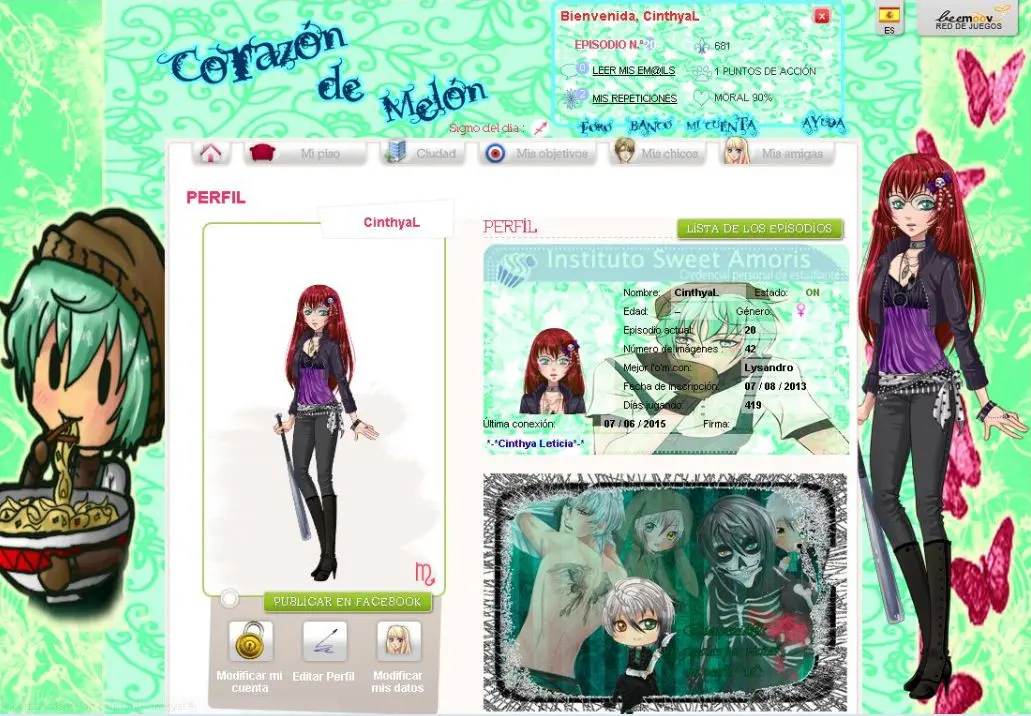 Corazón
de Melón
Bienvenida, CinthyaL
EPISODIO N.º 20
681
0
LEER MIS EM@ILS
1 PUNTOS DE ACCIÓN
2
MIS REPETICIONES
MORAL 90%
FORO BANCO MI CUENTA AYUDA
Signo del día :
ES
beemoov
RED DE JUEGOS
Mi piso
Ciudad
Mis objetivos
Mis chicos
Mis amigas
PERFIL
CinthyaL
PUBLICAR EN FACEBOOK
Modificar mi cuenta
Editar Perfil
Modificar mis datos
PERFIL
LISTA DE LOS EPISODIOS
Instituto Sweet Amoris
Credencial personal de estudiante
Nombre: CinthyaL Estado: ON
Edad: – Género:
Episodio actual: 20
Número de imágenes : 42
Mejor lo'm con: Lysandro
Fecha de inscripción: 07 / 08 / 2013
Días jugando: 419
Última conexión: 07 / 06 / 2015 Firma:
*-*Cinthya Leticia*-*